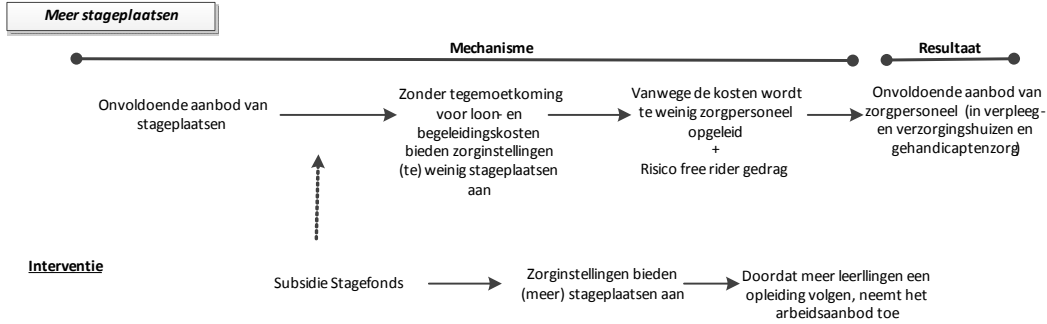 Meer stageplaatsen
Mechanisme
Resultaat
Onvoldoende aanbod van
stageplaatsen
Zonder tegemoetkoming
voor loon- en
begeleidingskosten
bieden zorginstellingen
(te) weinig stageplaatsen
aan
Vanwege de kosten wordt
te weinig zorgpersoneel
opgeleid
+
Risico free rider gedrag
Onvoldoende aanbod van
zorgpersoneel (in verpleeg-
en verzorgingshuizen en
gehandicaptenzorg)
Interventie
Subsidie Stagefonds
Zorginstellingen bieden
(meer) stageplaatsen aan
Doordat meer leerllingen een
opleiding volgen, neemt het
arbeidsaanbod toe